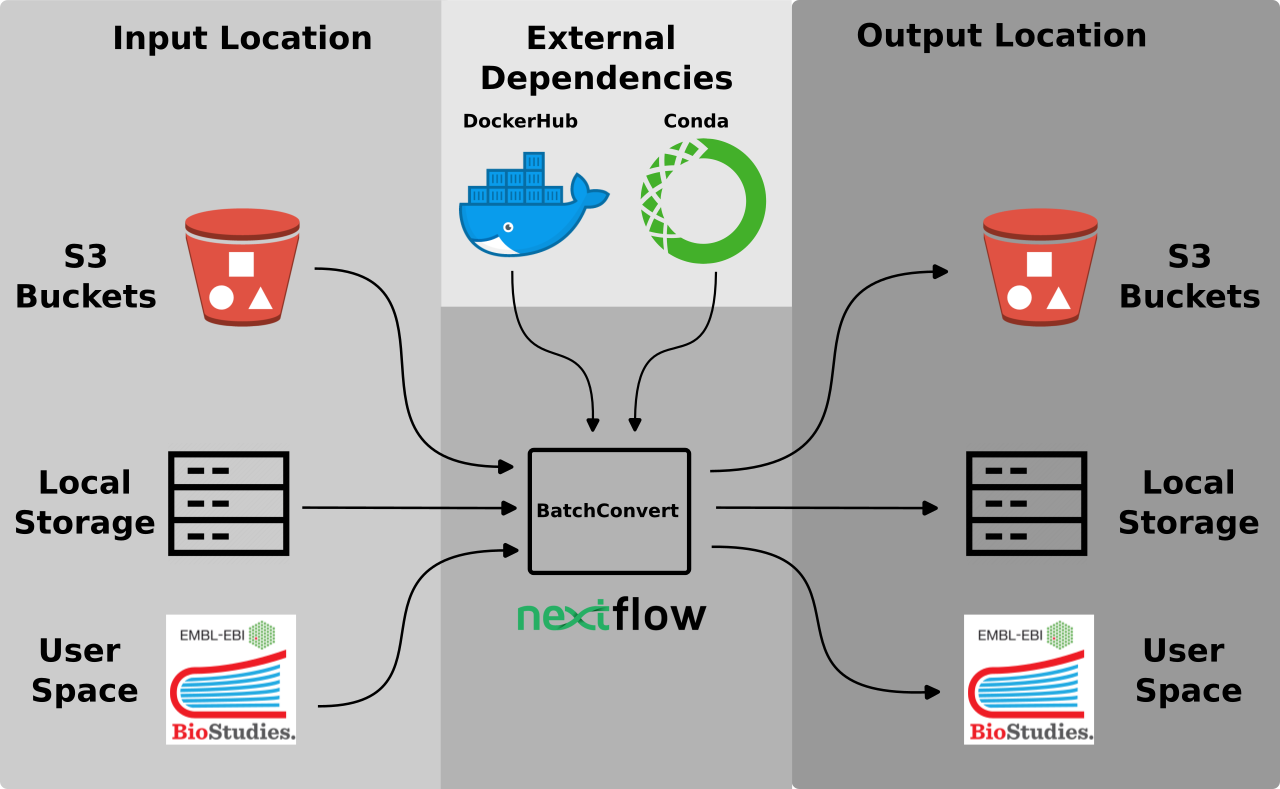 Input Location
External
Dependencies
Output Location
DockerHub
Conda
S3
Buckets
S3
Buckets
Local
Storage
BatchConvert
Local
Storage
nextflow
User
Space
EMBL-EBI
BioStudies.
EMBL-EBI
BioStudies.
User
Space